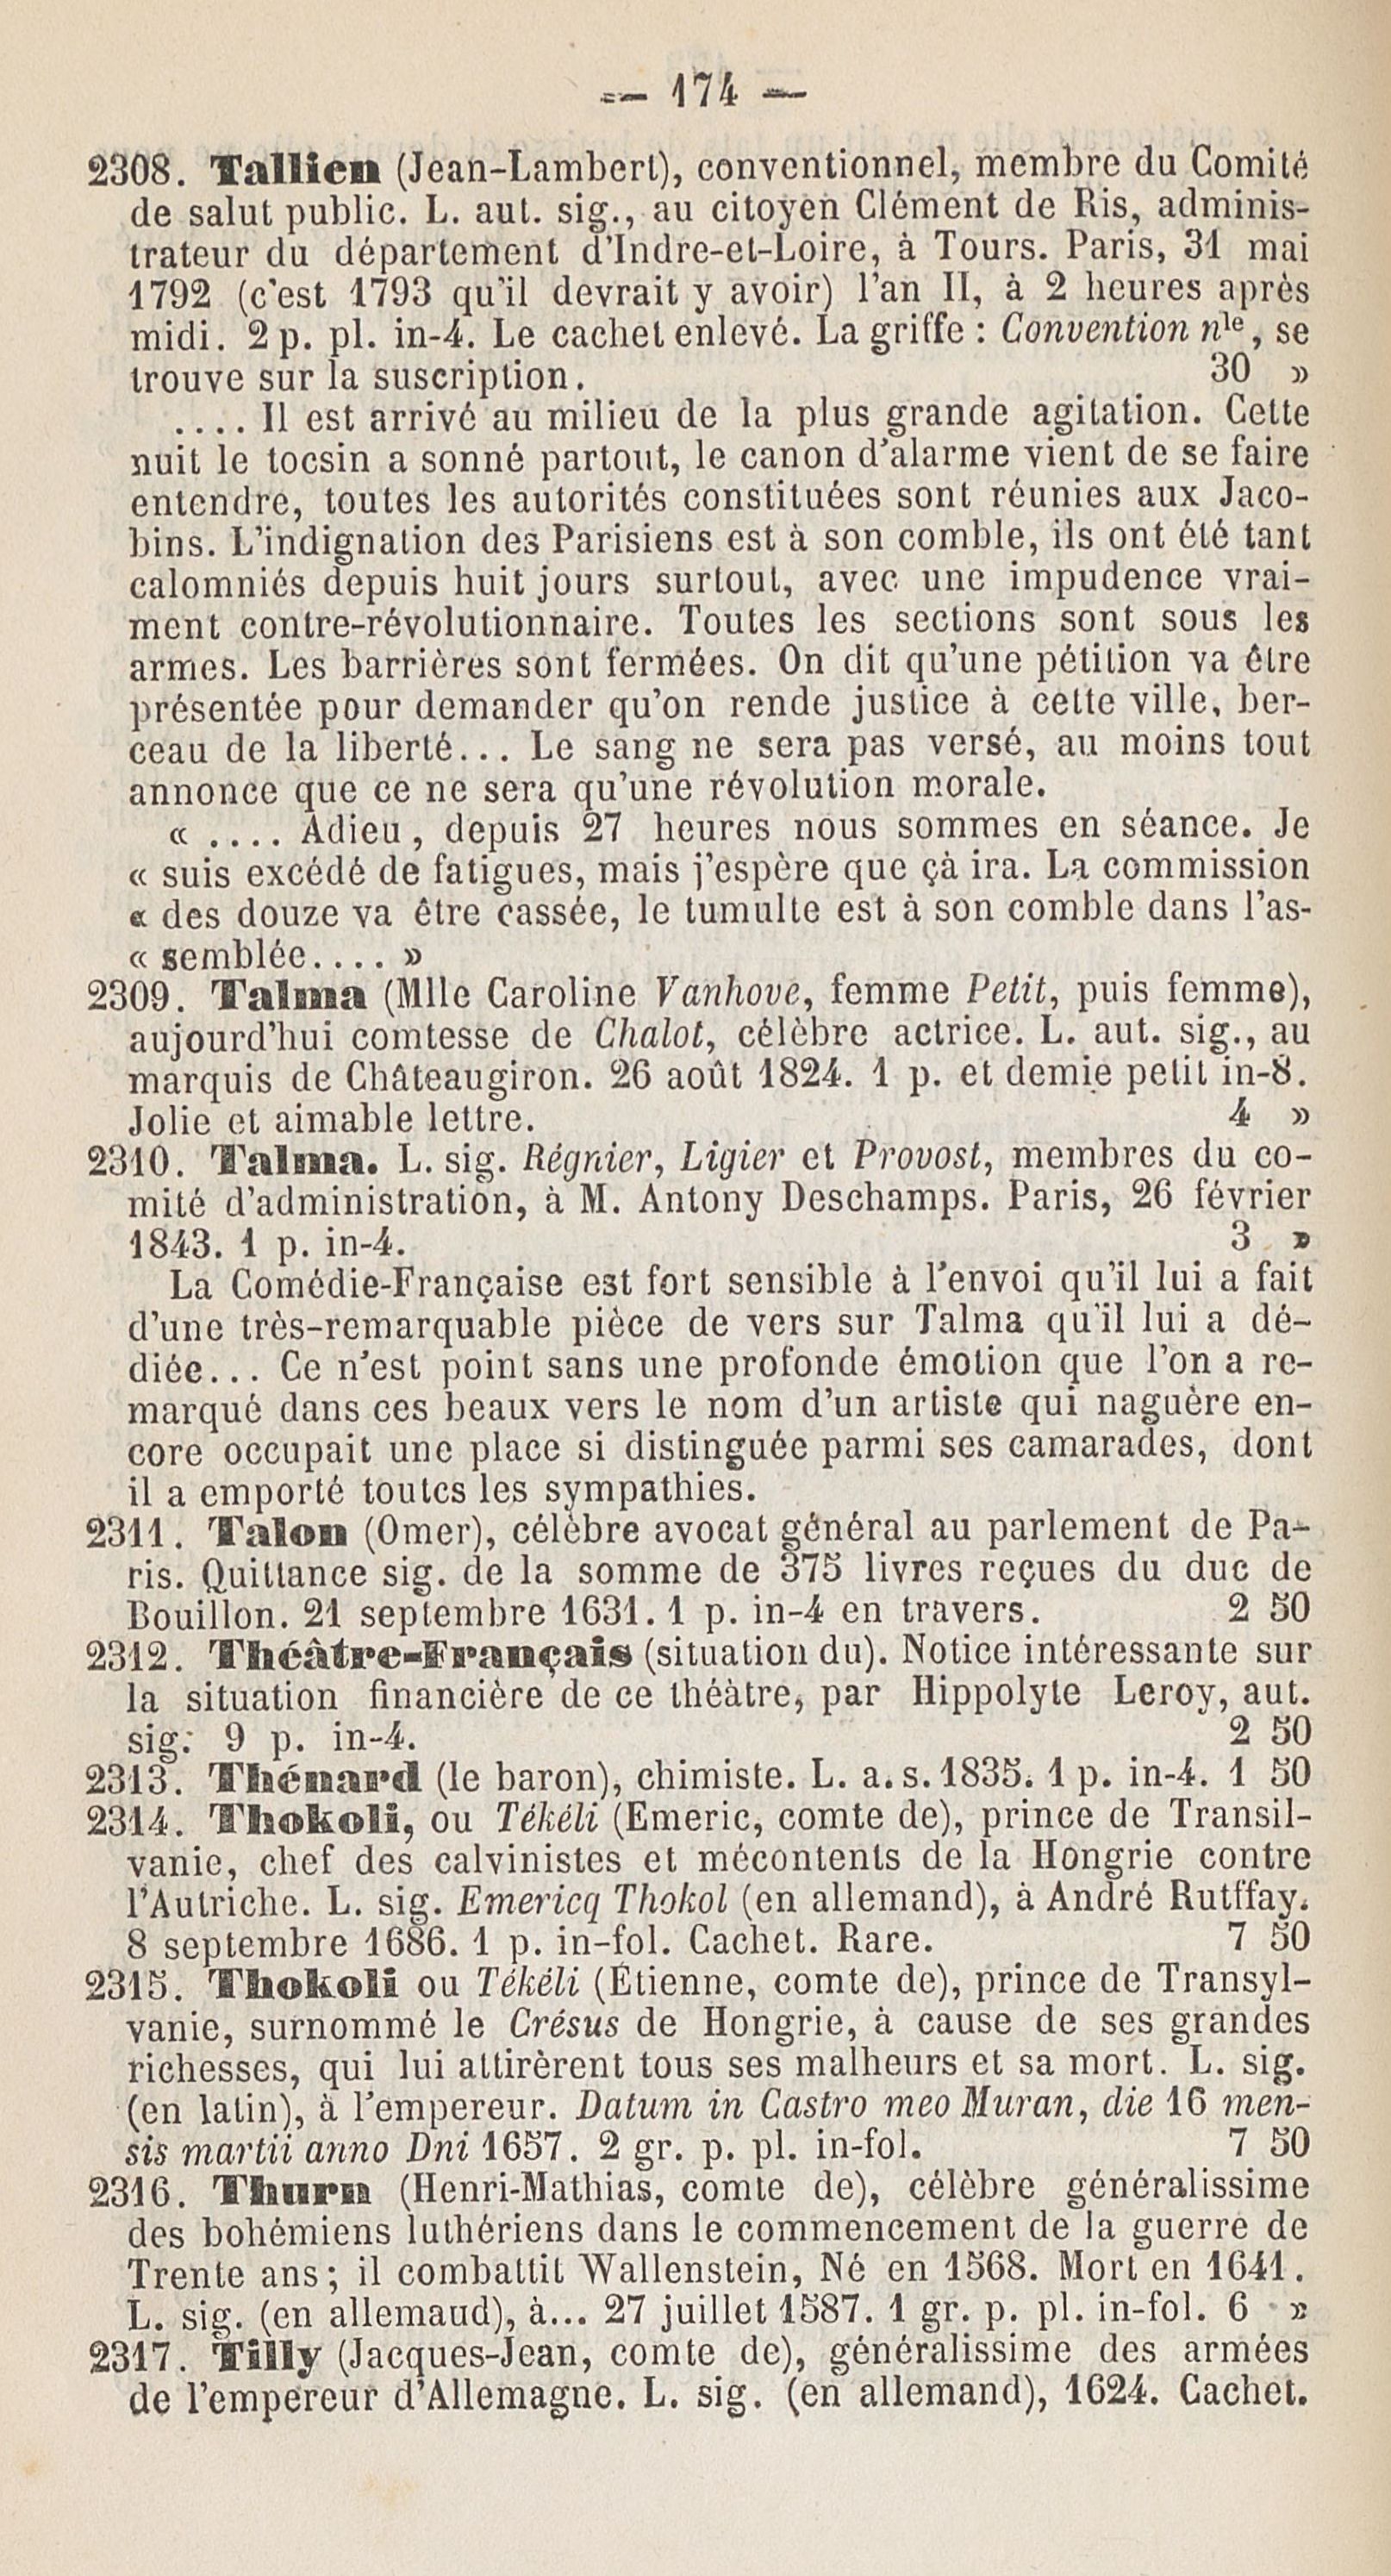 — 174 —
2308. Tallien (Jean-Lambert), conventionnel, membre du Comité
de salut public. L. aut. sig., au citoyen Clément de Ris, adminis-
trateur du département d'Indre-et-Loire, à Tours. Paris, 31 mai
1792 (c'est 1793 qu'il devrait y avoir) l'an II, à 2 heures après
midi. 2 p. pl. in-4. Le cachet enlevé. La griffe : Convention nle, se
trouve sur la suscription. 30 »
.... Il est arrivé au milieu de la plus grande agitation. Cette
nuit le tocsin a sonné partout, le canon d'alarme vient de se faire
entendre, toutes les autorités constituées sont réunies aux Jaco-
bins. L'indignation des Parisiens est à son comble, ils ont été tant
calomniés depuis huit jours surtout, avec une impudence vrai-
ment contre-révolutionnaire. Toutes les sections sont sous les
armes. Les barrières sont fermées. On dit qu'une pétition va être
présentée pour demander qu'on rende justice à cette ville, ber-
ceau de la liberté... Le sang ne sera pas versé, au moins tout
annonce que ce ne sera qu'une révolution morale.
« .... Adieu, depuis 27 heures nous sommes en séance. Je
« suis excédé de fatigues, mais j'espère que çà ira. La commission
« des douze va être cassée, le tumulte est à son comble dans l'as-
« semblée.... »
2309. Talma (Mlle Caroline Vanhove, femme Petit, puis femme),
aujourd'hui comtesse de Chalot, célèbre actrice. L. aut. sig., au
marquis de Châteaugiron. 26 août 1824. 1 p. et demie petit in-8.
Jolie et aimable lettre. 4 »
2310. Talma. L. sig. Régnier, Ligier et Provost, membres du co-
mité d'administration, à M. Antony Deschamps. Paris, 26 février
1843. 1 p. in-4. 3 »
La Comédie-Française est fort sensible à l'envoi qu'il lui a fait
d'une très-remarquable pièce de vers sur Talma qu'il lui a dé-
diée... Ce n'est point sans une profonde émotion que l'on a re-
marqué dans ces beaux vers le nom d'un artiste qui naguère en-
core occupait une place si distinguée parmi ses camarades, dont
il a emporté toutes les sympathies.
2311. Talon (Omer), célèbre avocat général au parlement de Pa-
ris. Quittance sig. de la somme de 375 livres reçues du duc de
Bouillon. 21 septembre 1631. 1 p. in-4 en travers. 2 50
2312. Théâtre-Français (situation du). Notice intéressante sur
la situation financière de ce théàtre, par Hippolyte Leroy, aut.
sig. 9 p. in-4. 2 50
2313. Thénard (le baron), chimiste. L. a. s. 1835. 1 p. in-4. 1 50
2314. Thokoli, ou Tékéli (Emeric, comte de), prince de Transil-
vanie, chef des calvinistes et mécontents de la Hongrie contre
l'Autriche. L. sig. Emericq Thokol (en allemand), à André Rutffay.
8 septembre 1686. 1 p. in-fol. Cachet. Rare. 7 50
2315. Thokoli ou Tékéli (Étienne, comte de), prince de Transyl-
vanie, surnommé le Crésus de Hongrie, à cause de ses grandes
richesses, qui lui attirèrent tous ses malheurs et sa mort. L. sig.
(en latin), à l'empereur. Datum in Castro meo Muran, die 16 men-
sis martii anno Dni 1657. 2 gr. p. pl. in-fol. 7 50
2316. Thurn (Henri-Mathias, comte de), célèbre généralissime
des bohémiens luthériens dans le commencement de la guerre de
Trente ans; il combattit Wallenstein, Né en 1568. Mort en 1641.
L. sig. (en allemaud), à... 27 juillet 1587. 1 gr. p. pl. in-fol. 6 »
2317. Tilly (Jacques-Jean, comte de), généralissime des armées
de l'empereur d'Allemagne. L. sig. (en allemand), 1624. Cachet.